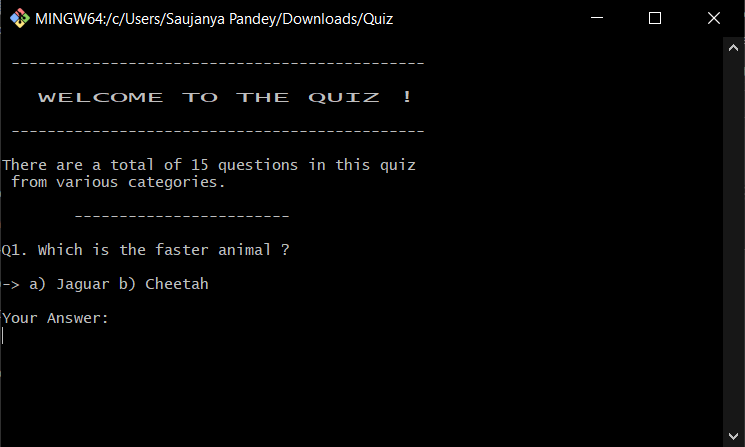 MINGW64:/c/Users/Saujanya Pandey/Downloads/Quiz
----------------------------------------------
WELCOME TO THE QUIZ !
----------------------------------------------
There are a total of 15 questions in this quiz
from various categories.
------------------------
Q1. Which is the faster animal ?
-> a) Jaguar b) Cheetah
Your Answer: